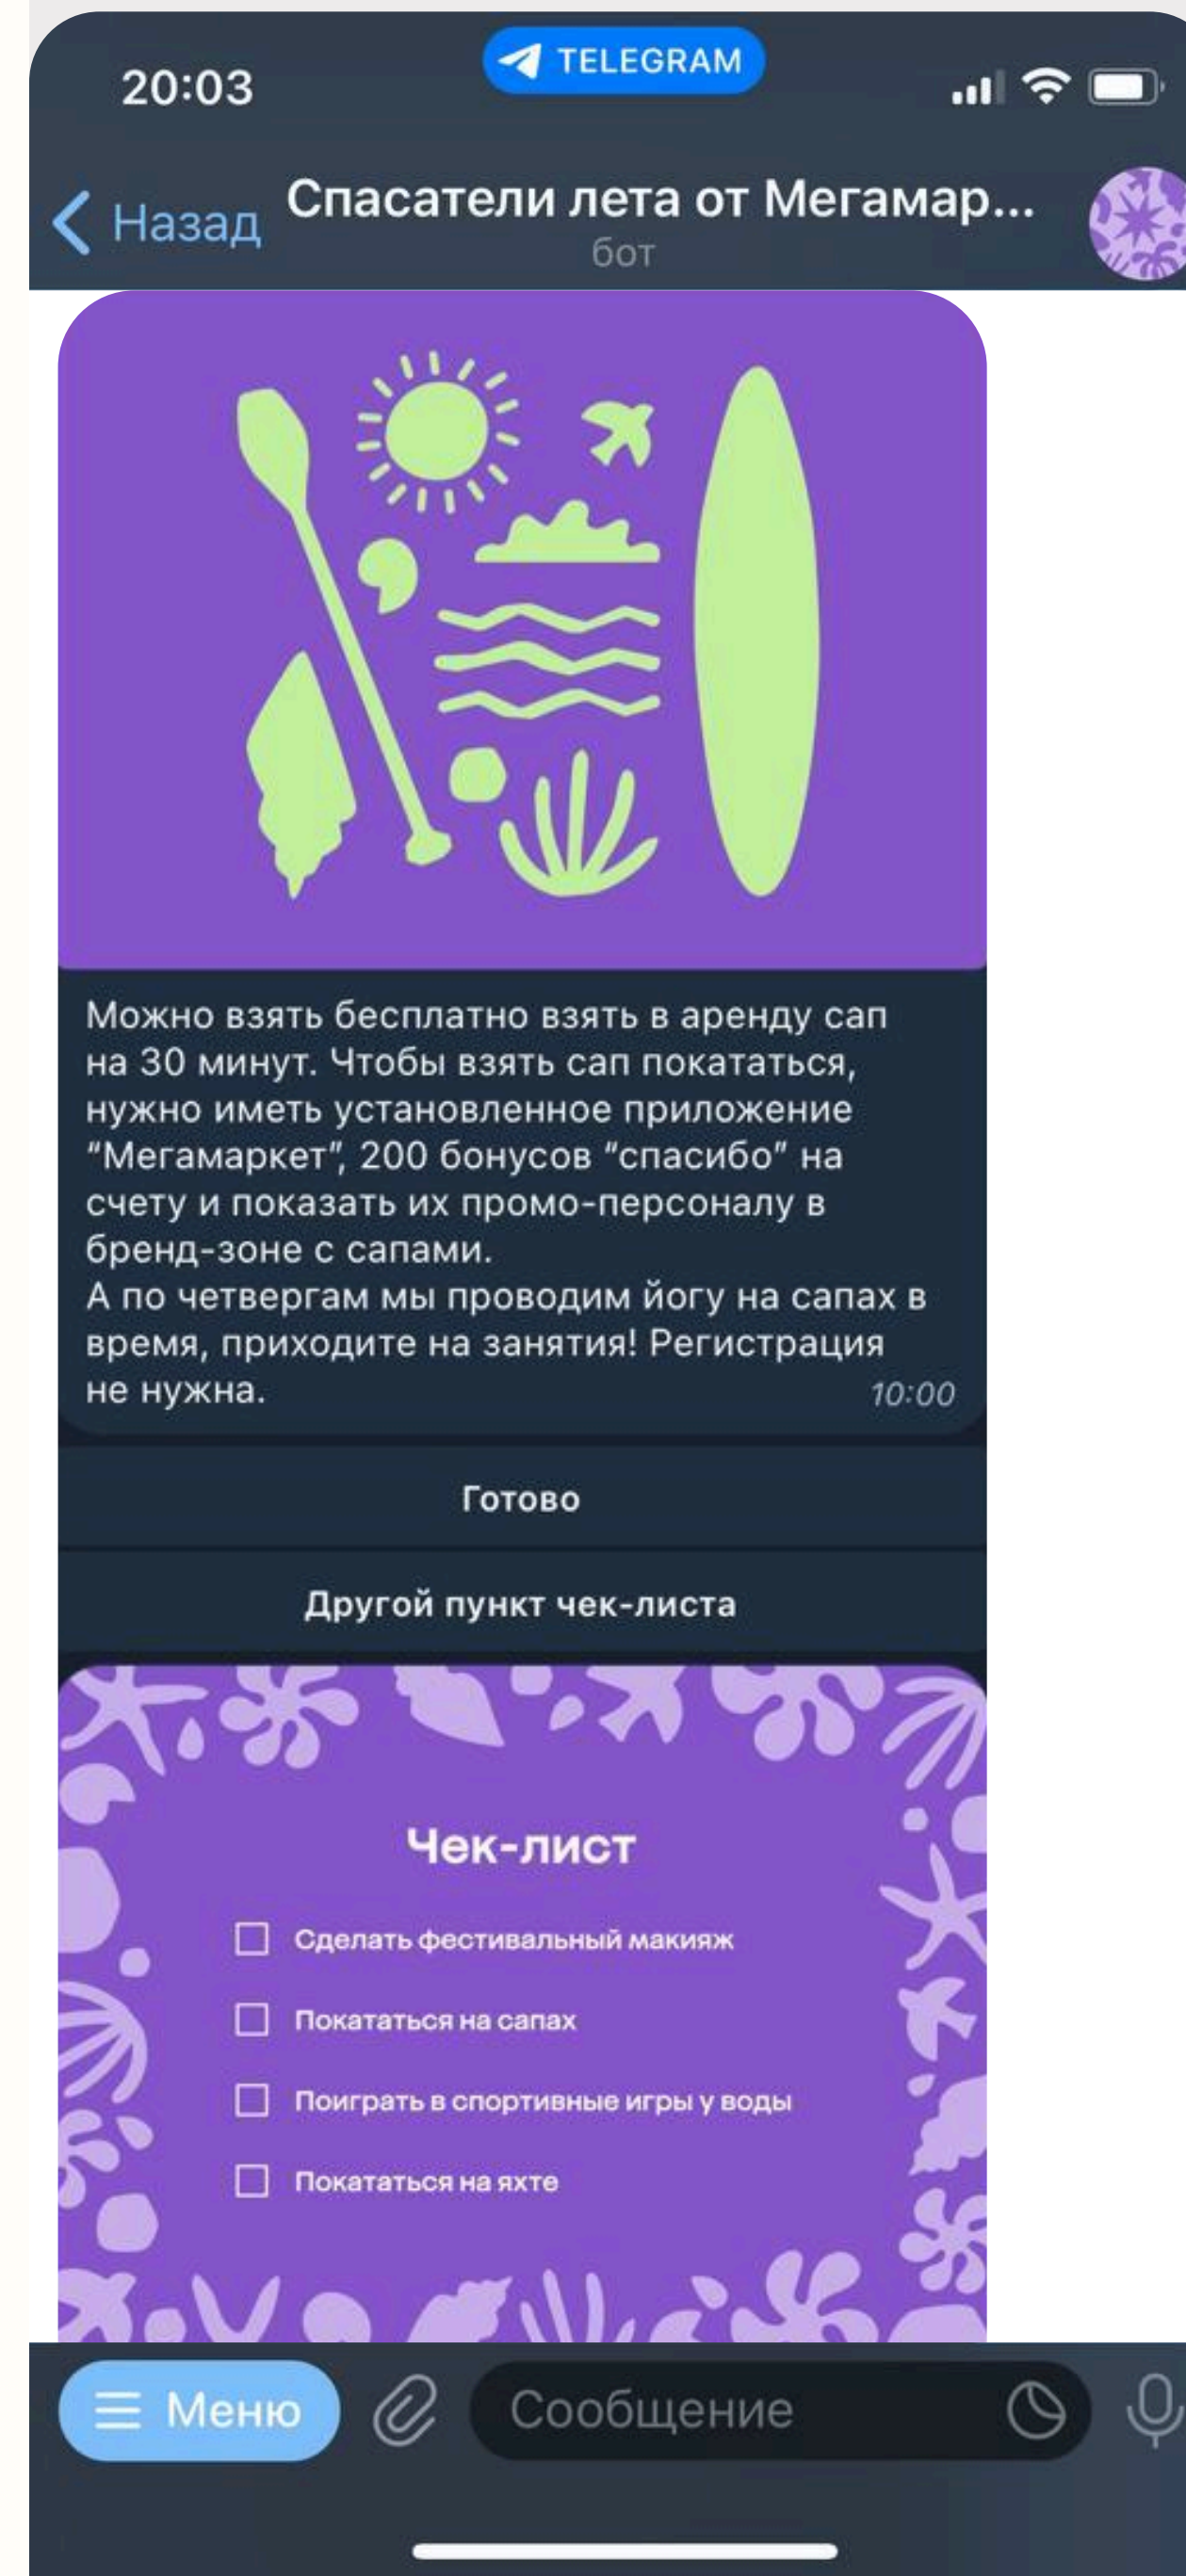 20:03
TELEGRAM
Назад
Спасатели лета от Мегамар...
бот
Можно взять бесплатно взять в аренду сап
на 30 минут. Чтобы взять сап покататься,
нужно иметь установленное приложение
“Мегамаркет”, 200 бонусов “спасибо” на
счету и показать их промо-персоналу в
бренд-зоне с сапами.
А по четвергам мы проводим йогу на сапах в
время, приходите на занятия! Регистрация
не нужна.
10:00
Готово
Другой пункт чек-листа
Чек-лист
Сделать фестивальный макияж
Покататься на сапах
Поиграть в спортивные игры у воды
Покататься на яхте
Меню
Сообщение